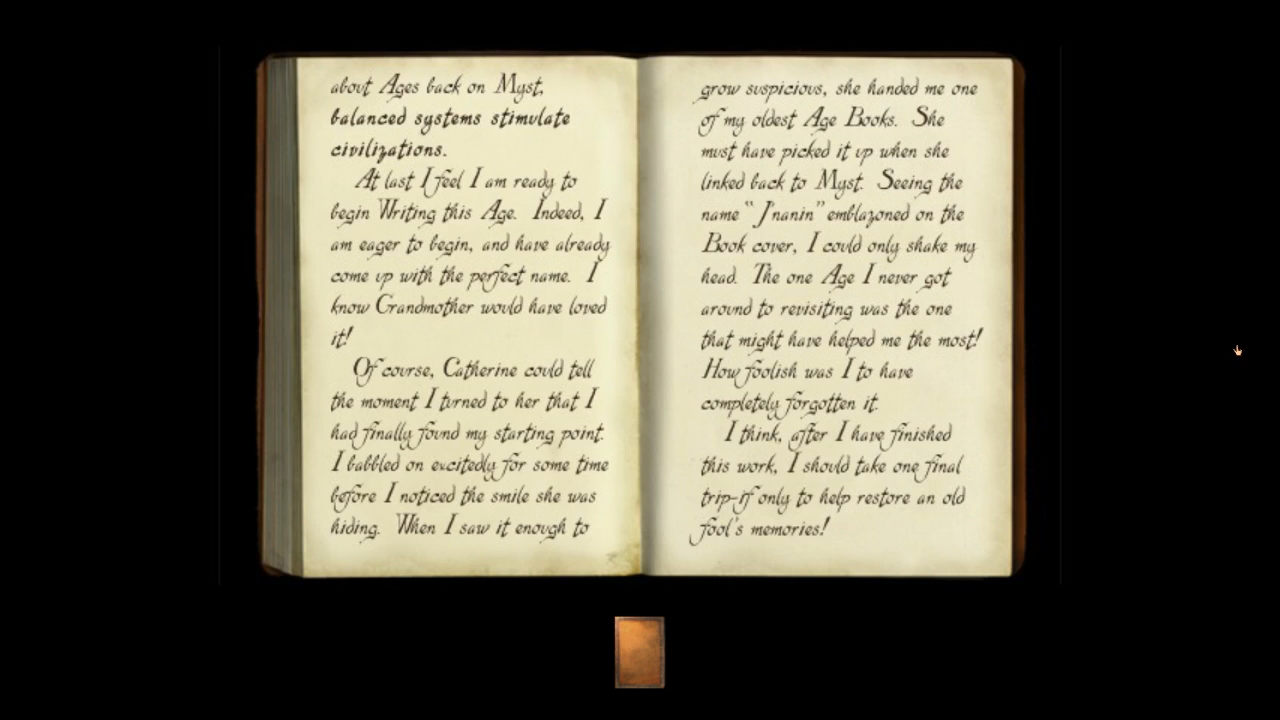 about Ages back on Myst,
balanced systems stimulate
civilizations.
At last I feel I am ready to
begin Writing this Age. Indeed, I
am eager to begin, and have already
come up with the perfect name. I
know Grandmother would have loved
it!
Of course, Catherine could tell
the moment I turned to her that I
had finally found my starting point.
I babbled on excitedly for some time
before I noticed the smile she was
hiding. When I saw it enough to
grow suspicious, she handed me one
of my oldest Age Books. She
must have picked it up when she
linked back to Myst. Seeing the
name "J'nanin" emblazoned on the
Book cover, I could only shake my
head. The one Age I never got
around to revisiting was the one
that might have helped me the most!
How foolish was I to have
completely forgotten it.
I think, after I have finished
this work, I should take one final
trip-if only to help restore an old
fool's memories!